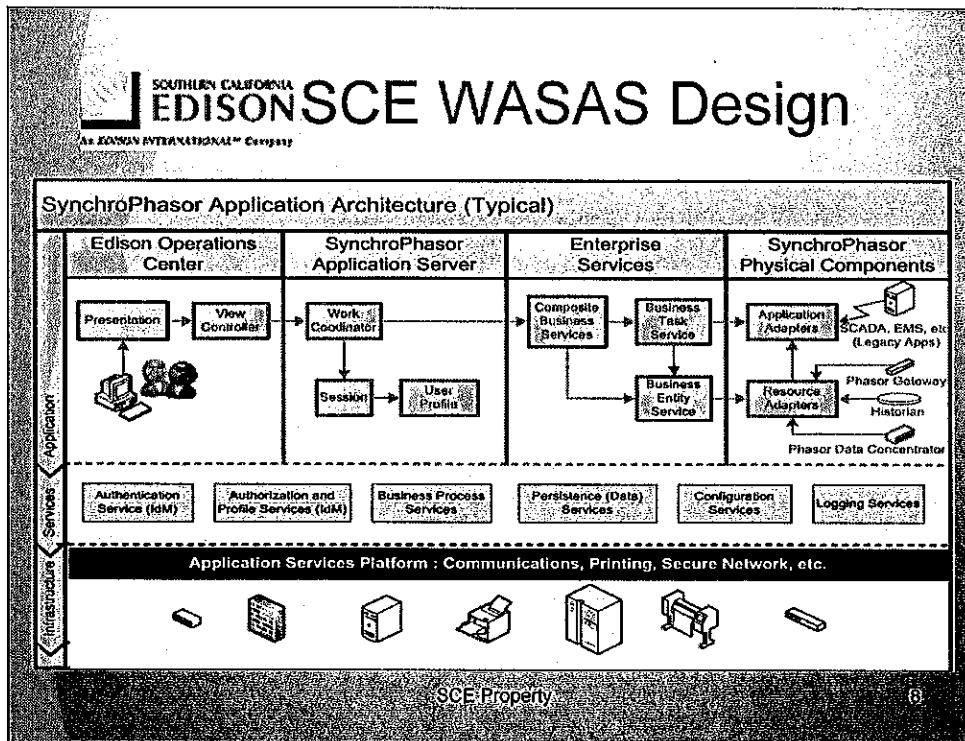 SOUTHERN CALIFORNIA
EDISON
An EDISON INTERNATIONAL℠ Company
SCE WASAS Design
SynchroPhasor Application Architecture (Typical)
Edison Operations
Center
SynchroPhasor
Application Server
Enterprise
Services
SynchroPhasor
Physical Components
Application
Presentation
View
Controller
Work
Coodinator
Composite
Business
Services
Business
Task
Service
Application
Adapters
SCADA, EMS, etc
(Legacy Apps)
Session
User
Profile
Business
Entity
Service
Resource
Adapters
Phasor Gateway
Historian
Phasor Data Concentrator
Services
Authentication
Service (IdM)
Authorization and
Profile Services (IdM)
Business Process
Services
Persistence (Data)
Services
Configuration
Services
Logging Services
Infrastructure
Application Services Platform : Communications, Printing, Secure Network, etc.
SCE Property
8